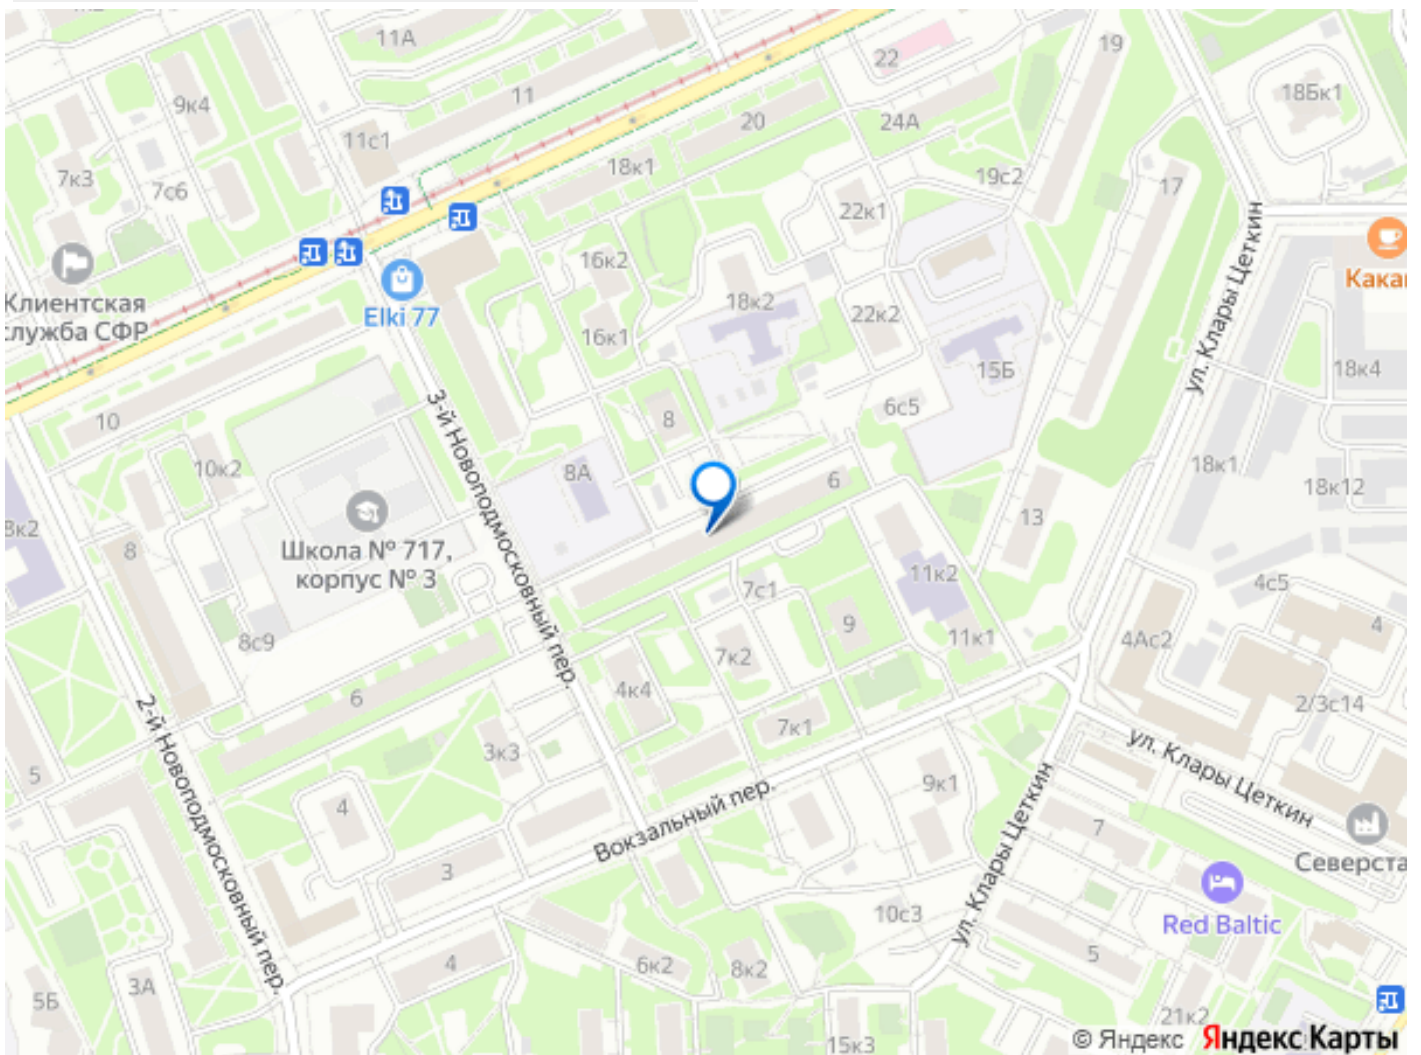 11А
19
22
9к4
11
18Бк1
20
24А
11с1
18к1
7к3
7с6
19с2
17
22к1
16к2
Какаг
Клиентская
служба СФР
18к2
Elki 77
22к2
16к1
15Б
18к4
ул. Клары Цеткин
6с5
10
8
3-й Новоподмосковный пер.
10к2
18к1
8А
6
18к12
8к2
13
8
Школа № 717,
корпус № 3
11к2
7с1
4с5
9
4
8с9
11к1
4Ас2
7к2
4к4
6
2/3с14
7к1
2-й Новоподмосковный пер.
ул. Клары Цеткин
3к3
5
9к1
Вокзальный пер.
4
7
ул. Клары Цеткин
Северста
3
10с3
Red Baltic
5
4
6к2
8к2
3А
5Б
21к2
15к3
© Яндекс Яндекс Карты